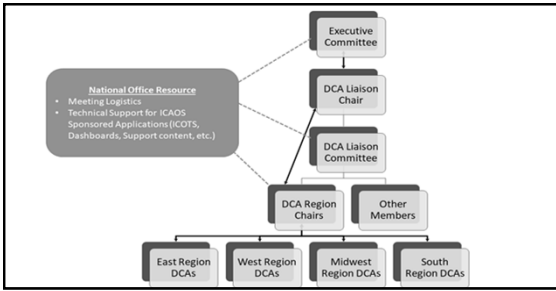 Executive
Committee
National Office Resource
• Meeting Logistics
• Technical Support for ICAOS
Sponsored Applications (ICOTS,
Dashboards, Support content, etc.)
DCA Liaison
Chair
DCA Liaison
Committee
DCA Region
Chairs
Other
Members
East Region
DCAs
West Region
DCAs
Midwest
Region DCAs
South
Region DCAs